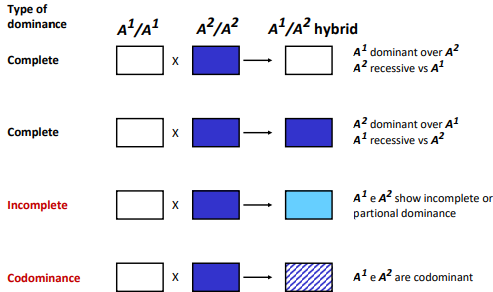 Type of
dominance
A¹/A¹ A²/A² A¹/A² hybrid
Complete X A¹ dominant over A²
A² recessive vs A¹
Complete X A² dominant over A¹
A¹ recessive vs A²
Incomplete X A¹ e A² show incomplete or
partional dominance
Codominance X A¹ e A² are codominant